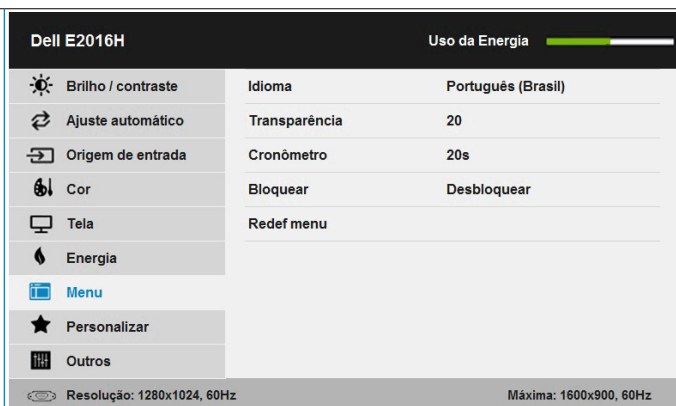 Dell E2016H Uso da Energia
Brilho / contraste Idioma Português (Brasil)
Ajuste automático Transparência 20
Origem de entrada Cronômetro 20s
Cor Bloquear Desbloquear
Tela Redef menu
Energia
Menu
Personalizar
Outros
Resolução: 1280x1024, 60Hz Máxima: 1600x900, 60Hz